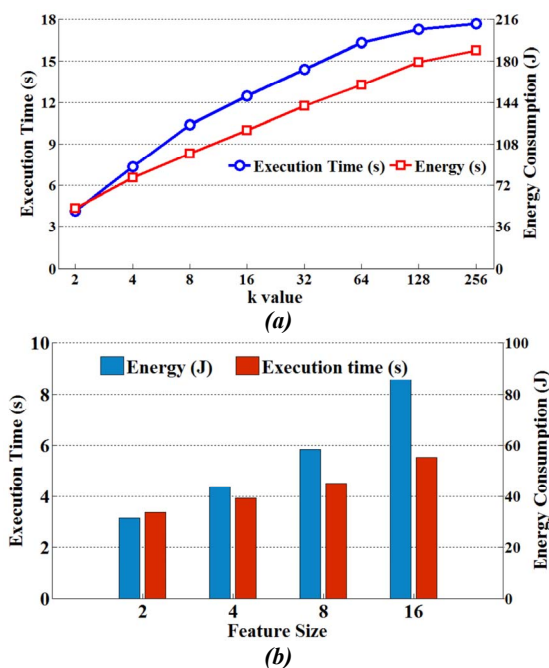 18
15
12
9
6
3
0
Execution Time (s)
216
180
144
108
72
36
0
Energy Consumption (J)
Execution Time (s) Energy (s)
2 4 8 16 32 64 128 256
k value
(a)
10
8
6
4
2
0
Execution Time (s)
100
80
60
40
20
0
Energy Consumption (J)
Energy (J) Execution time (s)
2 4 8 16
Feature Size
(b)